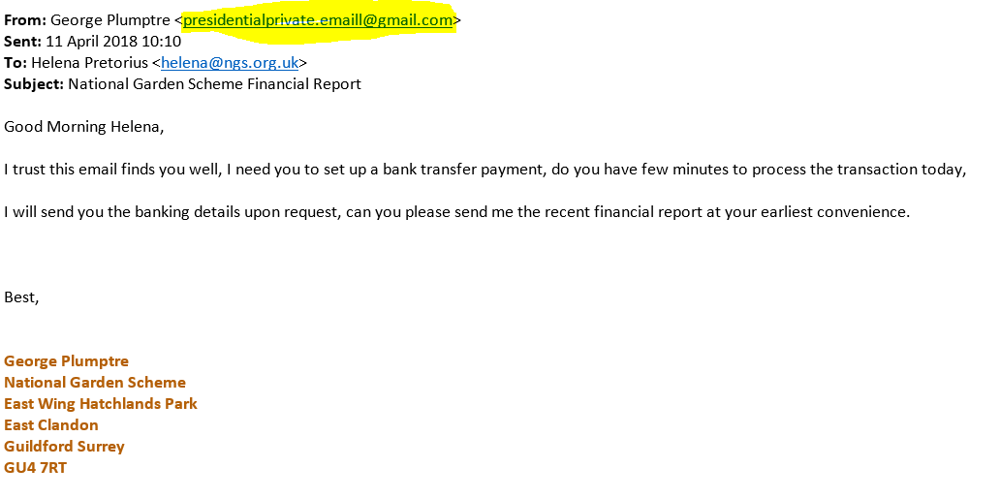 From: George Plumptre <presidentialprivate.emaill@gmail.com>
Sent: 11 April 2018 10:10
To: Helena Pretorius <helena@ngs.org.uk>
Subject: National Garden Scheme Financial Report
Good Morning Helena,
I trust this email finds you well, I need you to set up a bank transfer payment, do you have few minutes to process the transaction today,
I will send you the banking details upon request, can you please send me the recent financial report at your earliest convenience.
Best,
George Plumptre
National Garden Scheme
East Wing Hatchlands Park
East Clandon
Guildford Surrey
GU4 7RT